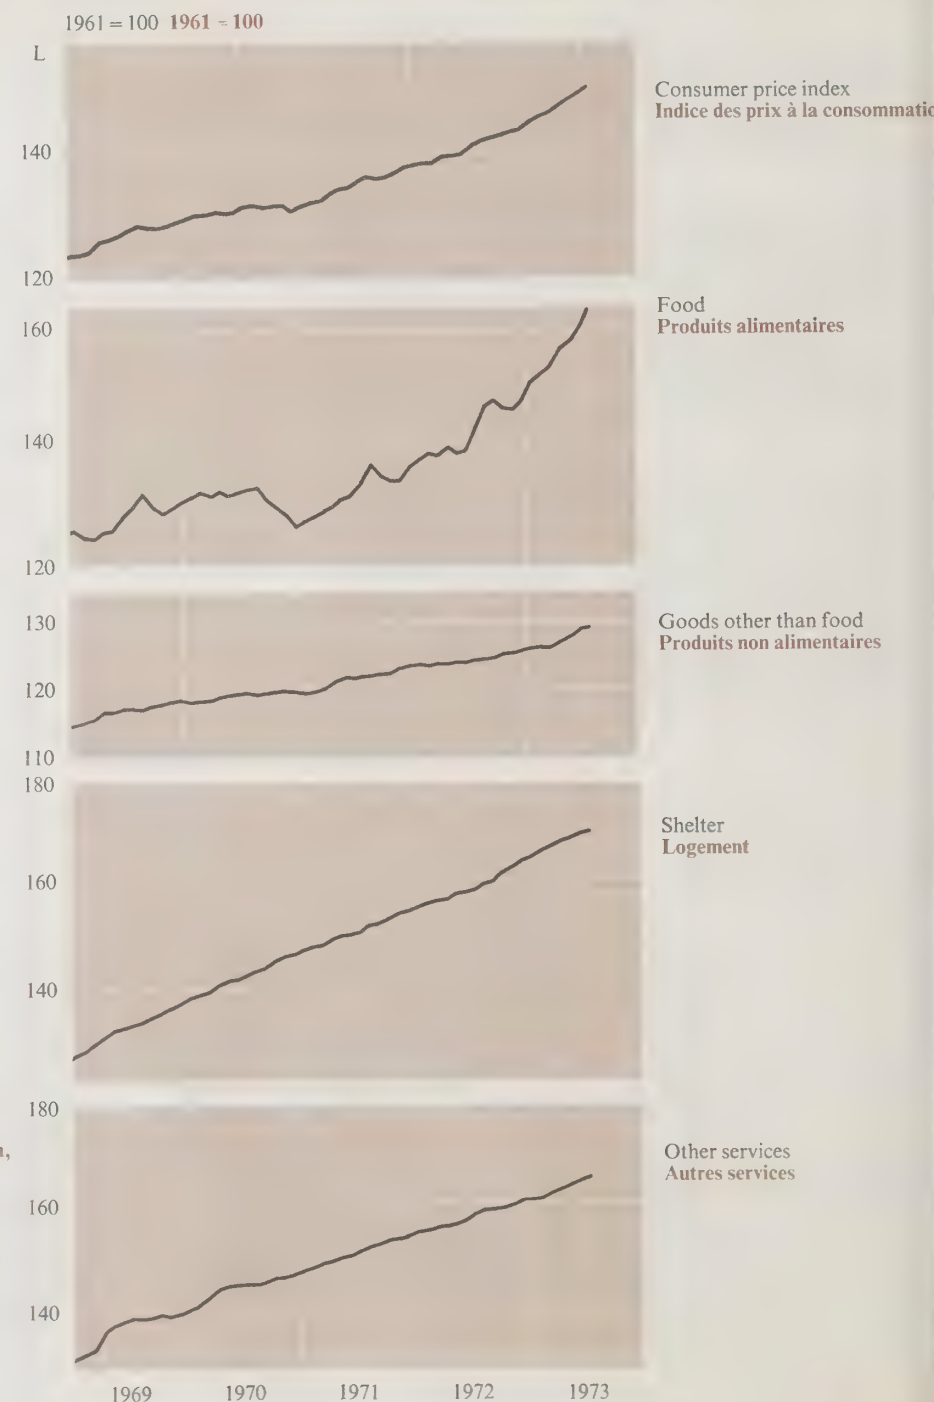 1961 = 100 1961 = 100
L
Consumer price index
Indice des prix à la consommatio
140
120
Food
Produits alimentaires
160
140
120
Goods other than food
Produits non alimentaires
130
120
110
180
Shelter
Logement
160
140
180
Other services
Autres services
160
140
1969 1970 1971 1972 1973